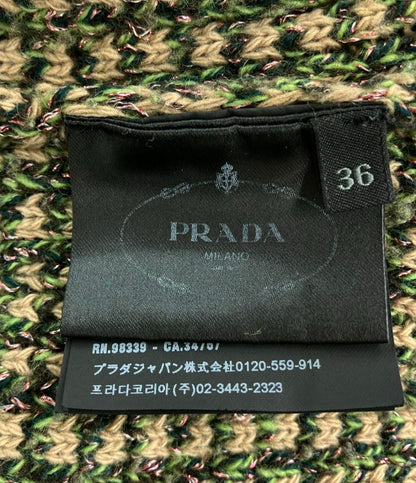 PRADA
MILANO
36
RN.98339 - CA.34767
プラダジャパン株式会社0120-559-914
프라다코리아(주)02-3443-2323